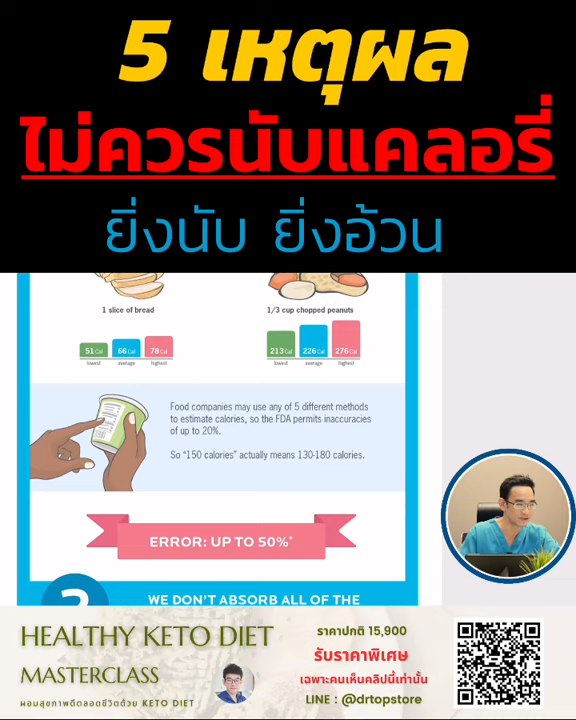 5 เหตุผล
ไม่ควรนับแคลอรี่
ยิ่งนับ ยิ่งอ้วน
1 slice of bread
1/3 cup chopped peanuts
51 Cal 66 Cal 78 Cal
lowest average highest
213 Cal 226 Cal 276 Cal
lowest average highest
Food companies may use any of 5 different methods
to estimate calories, so the FDA permits inaccuracies
of up to 20%.
So “150 calories” actually means 130-180 calories.
ERROR: UP TO 50%*
2
WE DON’T ABSORB ALL OF THE
HEALTHY KETO DIET
MASTERCLASS
ผอมสุขภาพดีตลอดชีวิตด้วย KETO DIET
ราคาปกติ 15,900
รับราคาพิเศษ
เฉพาะคนเห็นคลิปนี้เท่านั้น
LINE : @drtopstore